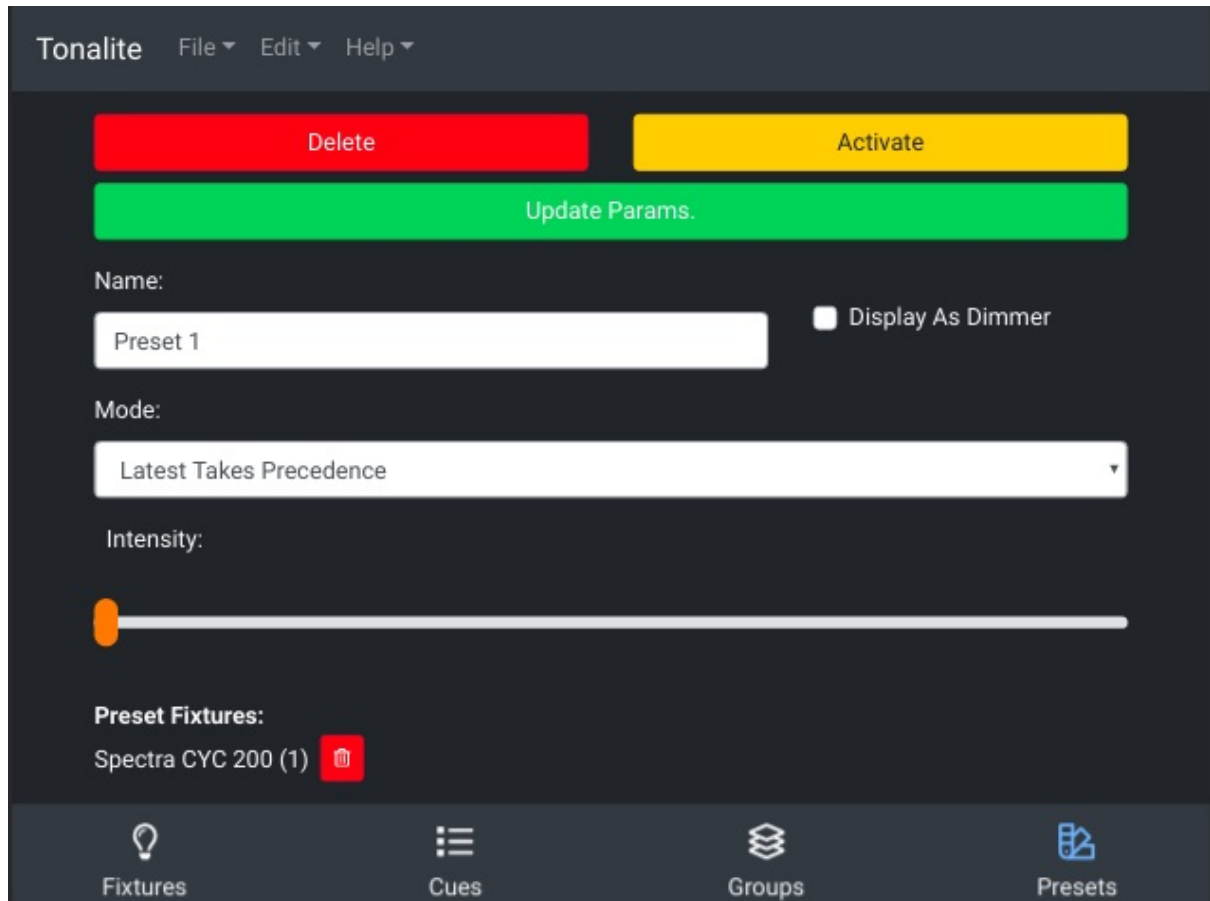 Tonalite File Edit Help
Delete Activate
Update Params.
Name:
Display As Dimmer
Preset 1
Mode:
Latest Takes Precedence
Intensity:
Preset Fixtures:
Spectra CYC 200 (1)
Fixtures Cues Groups Presets